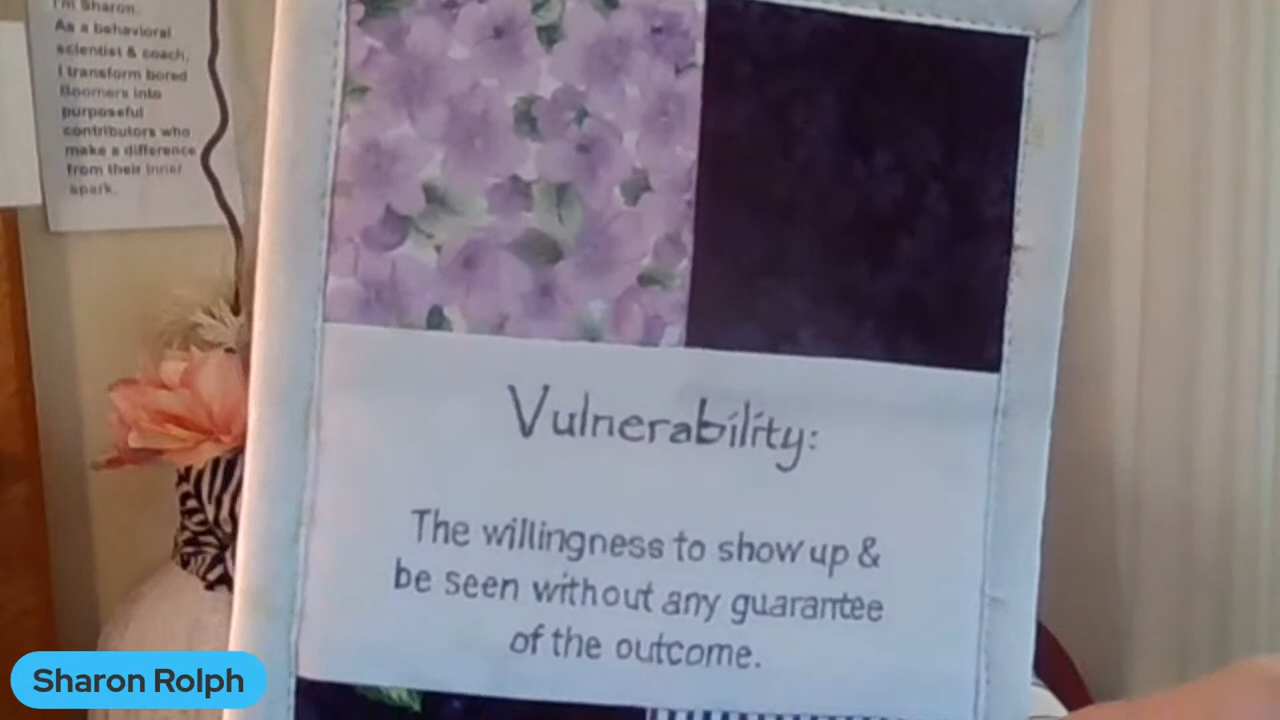 I'm Sharon.
As a behavioral
scientist & coach,
I transform bored
Boomers into
purposeful
contributors who
make a difference
from their inner
spark.
Vulnerability:
The willingness to show up &
be seen without any guarantee
of the outcome.
Sharon Rolph